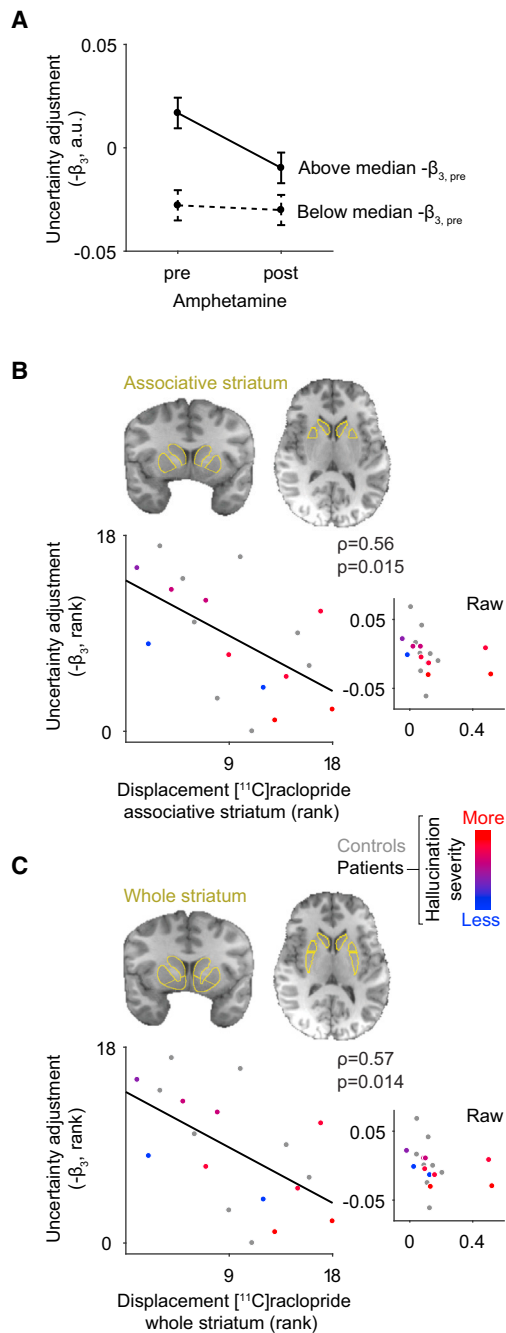 A
0.05
0
-0.05
Uncertainty adjustment
(-β3, a.u.)
Above median -β3, pre
Below median -β3, pre
pre
post
Amphetamine
B
Associative striatum
ρ=0.56
p=0.015
18
0
Uncertainty adjustment
(-β3, rank)
9
18
Displacement [11C]raclopride
associative striatum (rank)
Raw
0.05
-0.05
0
0.4
Controls
Patients
Hallucination
severity
More
Less
C
Whole striatum
ρ=0.57
p=0.014
18
0
Uncertainty adjustment
(-β3, rank)
9
18
Displacement [11C]raclopride
whole striatum (rank)
Raw
0.05
-0.05
0
0.4